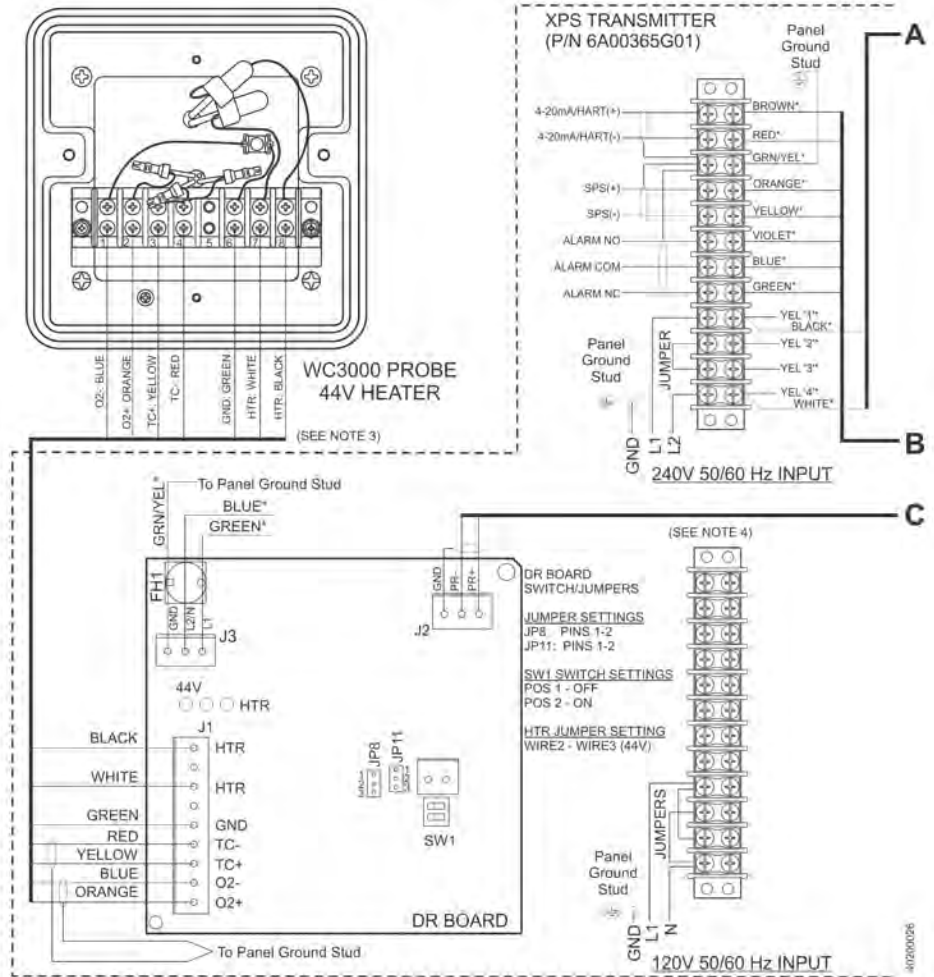 XPS TRANSMITTER
(P/N 6A00365G01)
Panel
Ground
Stud
A
4-20mA/HART(+)
4-20mA/HART(-)
SPS(+)
SPS(-)
ALARM NO
ALARM COM
ALARM NC
BROWN*
RED*
GRN/YEL*
ORANGE*
YELLOW*
VIOLET*
BLUE*
GREEN*
YEL "1"*
BLACK*
YEL "2"*
YEL "3"*
YEL "4"*
WHITE*
Panel
Ground
Stud
JUMPER
GND
L1
L2
240V 50/60 Hz INPUT
B
1 2 3 4 5 6 7 8
O2-: BLUE
O2+: ORANGE
TC+: YELLOW
TC-: RED
GND: GREEN
HTR: WHITE
HTR: BLACK
WC3000 PROBE
44V HEATER
(SEE NOTE 3)
To Panel Ground Stud
GRN/YEL*
BLUE*
GREEN*
FH1
GND
L2/N
L1
J3
GND
PR-
PR+
J2
C
44V
HTR
J1
BLACK
WHITE
GREEN
RED
YELLOW
BLUE
ORANGE
HTR
HTR
GND
TC-
TC+
O2-
O2+
JP8
JP11
SW1
DR BOARD
To Panel Ground Stud
DR BOARD
SWITCH/JUMPERS
JUMPER SETTINGS
JP8: PINS 1-2
JP11: PINS 1-2
SW1 SWITCH SETTINGS
POS 1 - OFF
POS 2 - ON
HTR JUMPER SETTING
WIRE2 - WIRE3 (44V)
(SEE NOTE 4)
JUMPERS
Panel
Ground
Stud
GND
L1
N
120V 50/60 Hz INPUT